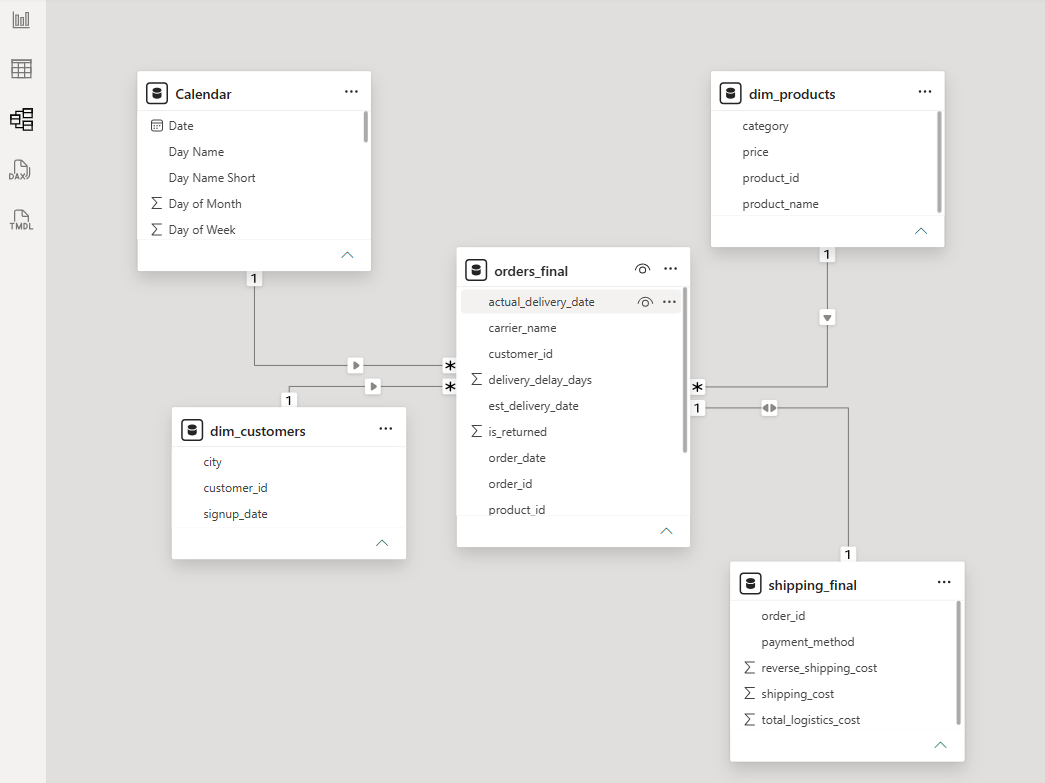 DAX
TMDL
Calendar
Date
Day Name
Day Name Short
Day of Month
Day of Week
dim_products
category
price
product_id
product_name
orders_final
actual_delivery_date
carrier_name
customer_id
delivery_delay_days
est_delivery_date
is_returned
order_date
order_id
product_id
dim_customers
city
customer_id
signup_date
shipping_final
order_id
payment_method
reverse_shipping_cost
shipping_cost
total_logistics_cost
1
1
*
1
*
*
1
1